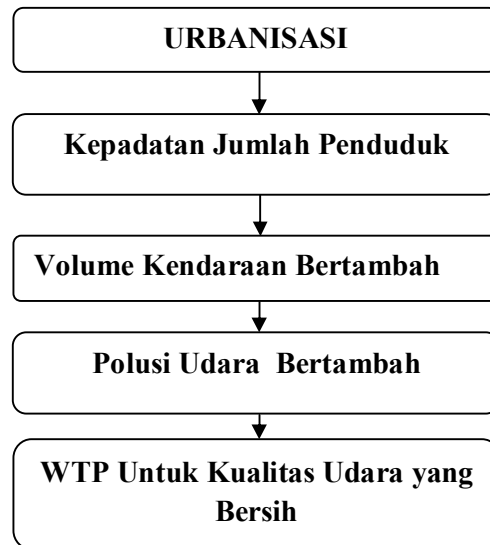 URBANISASI
Kepadatan Jumlah Penduduk
Volume Kendaraan Bertambah
Polusi Udara Bertambah
WTP Untuk Kualitas Udara yang
Bersih